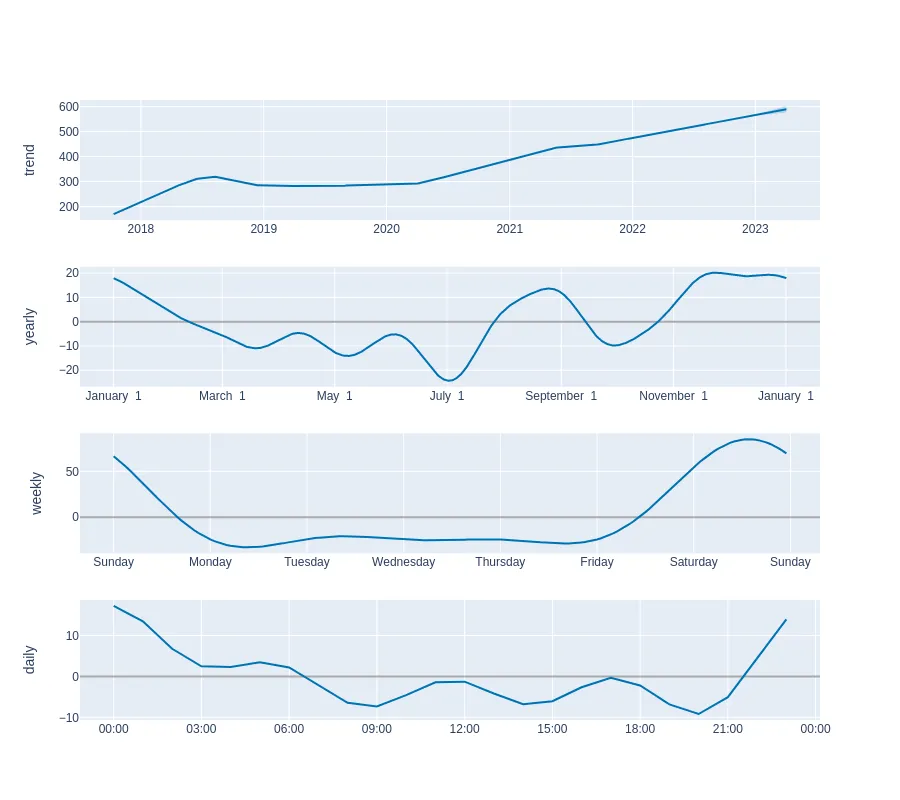 trend
600
500
400
300
200
2018 2019 2020 2021 2022 2023
yearly
20
10
0
−10
−20
January 1 March 1 May 1 July 1 September 1 November 1 January 1
weekly
50
0
Sunday Monday Tuesday Wednesday Thursday Friday Saturday Sunday
daily
10
0
−10
00:00 03:00 06:00 09:00 12:00 15:00 18:00 21:00 00:00